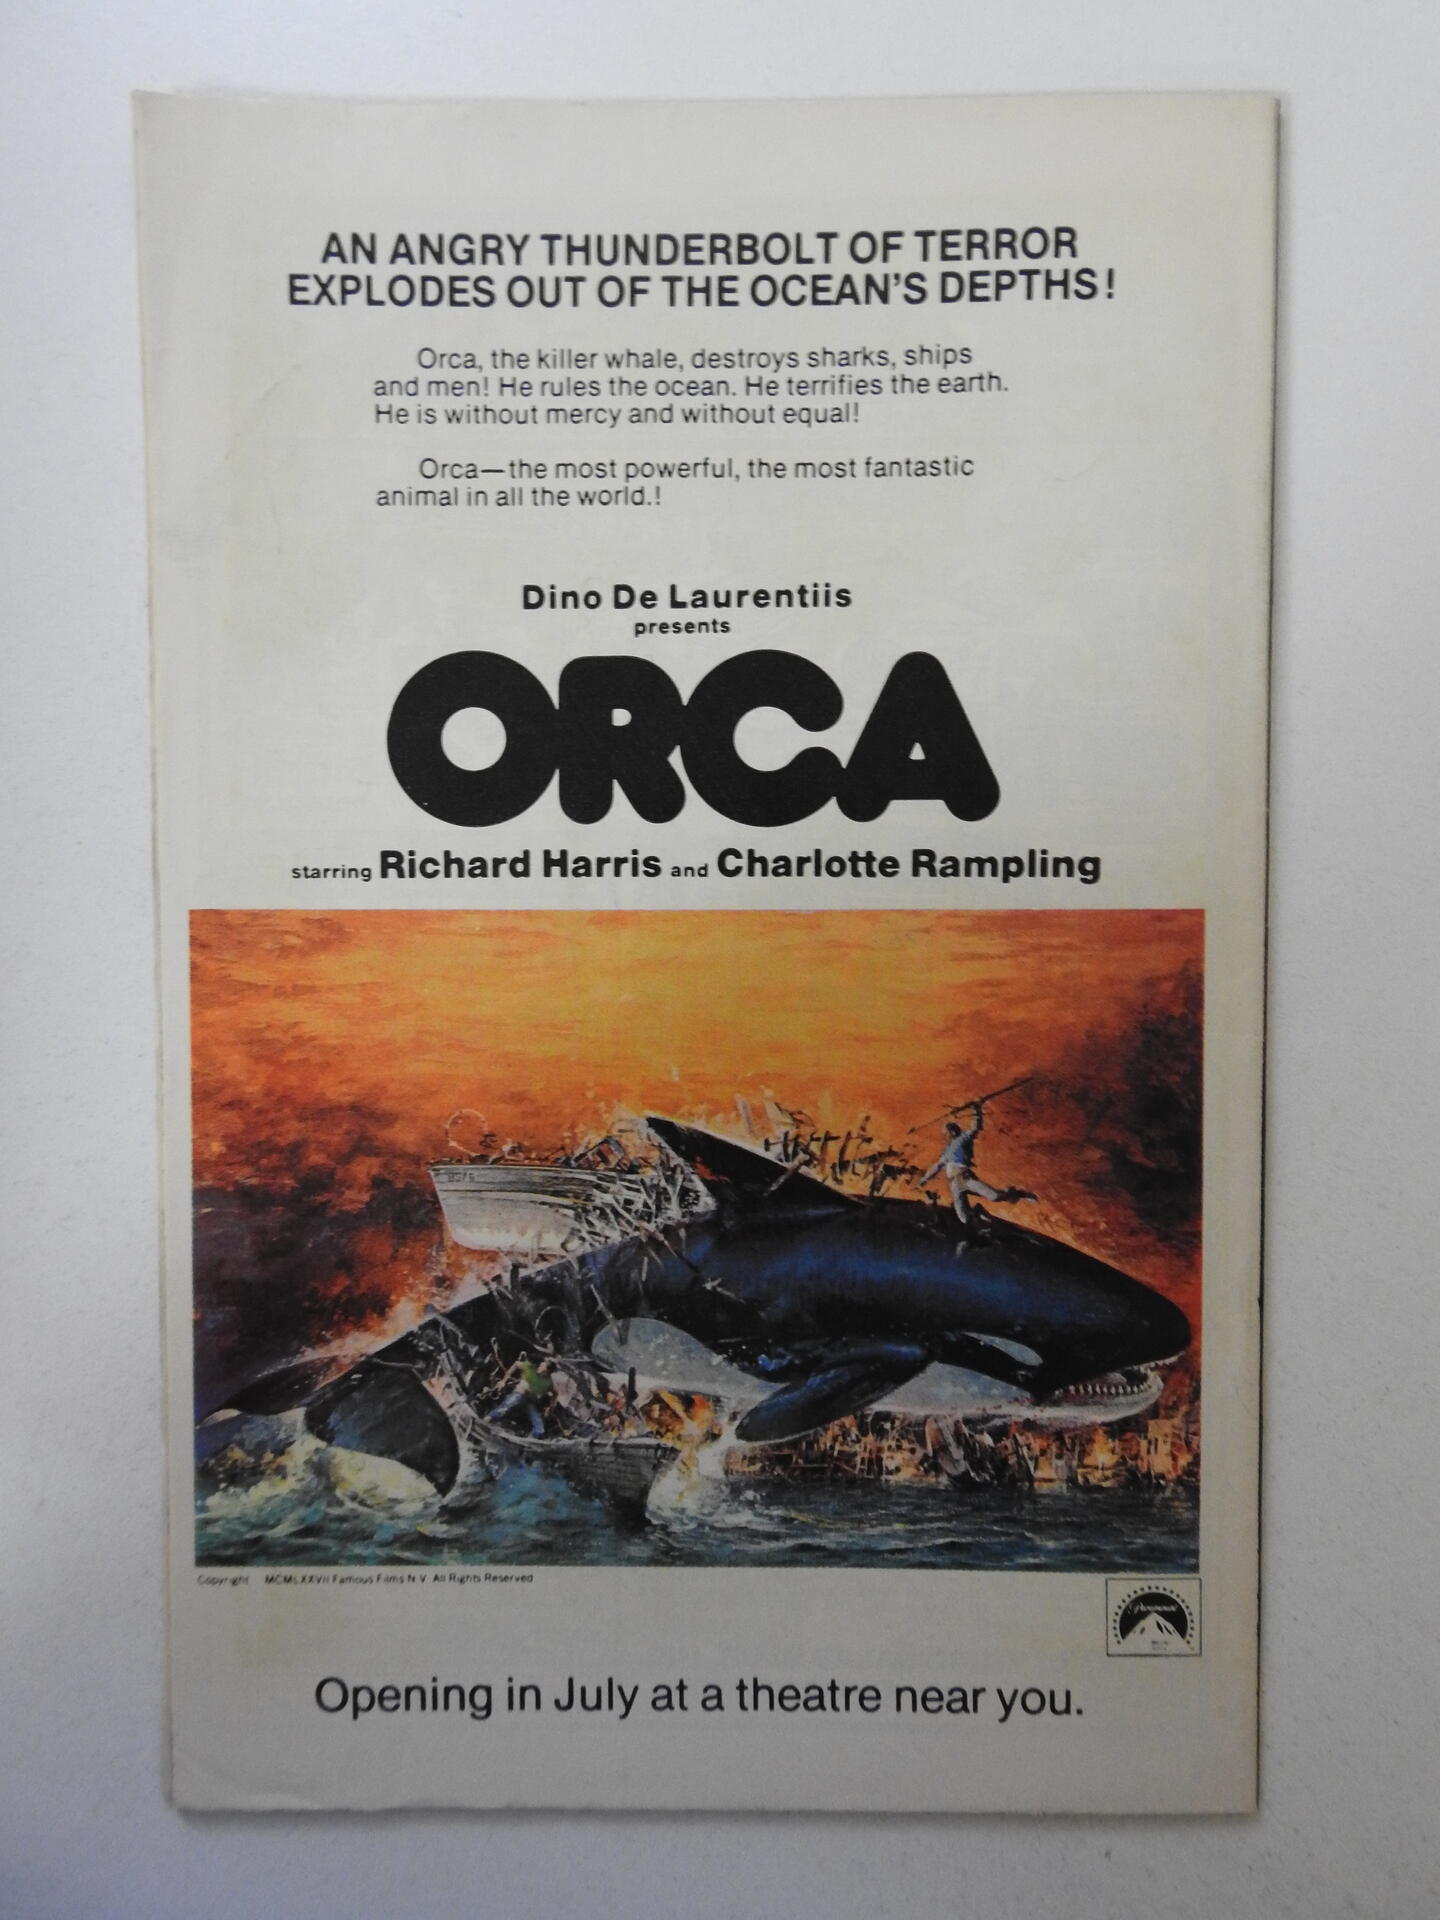 AN ANGRY THUNDERBOLT OF TERROR
EXPLODES OUT OF THE OCEAN'S DEPTHS!
Orca, the killer whale, destroys sharks, ships
and men! He rules the ocean. He terrifies the earth.
He is without mercy and without equal!
Orca—the most powerful, the most fantastic
animal in all the world.!
Dino De Laurentiis
presents
ORCA
starring Richard Harris and Charlotte Rampling
Copyright MCMLXXVII Famous Films N.V. All Rights Reserved
Paramount
Opening in July at a theatre near you.